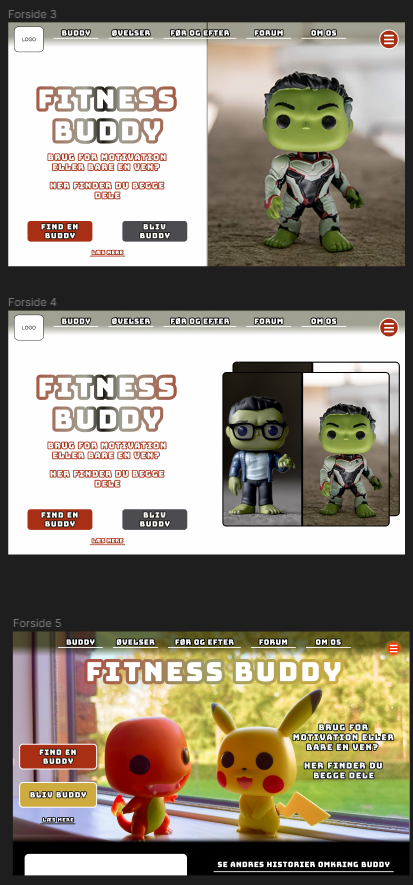 Forside 3
LOGO
BUDDY ØVELSER FØR OG EFTER FORUM OM OS
FITNESS
BUDDY
BRUG FOR MOTIVATION
ELLER BARE EN VEN?
HER FINDER DU BEGGE
DELE
FIND EN
BUDDY
BLIV
BUDDY
LÆS MERE
Forside 4
LOGO
BUDDY ØVELSER FØR OG EFTER FORUM OM OS
FITNESS
BUDDY
BRUG FOR MOTIVATION
ELLER BARE EN VEN?
HER FINDER DU BEGGE
DELE
FIND EN
BUDDY
BLIV
BUDDY
LÆS MERE
Forside 5
BUDDY ØVELSER FØR OG EFTER FORUM OM OS
FITNESS BUDDY
BRUG FOR
MOTIVATION ELLER
BARE EN VEN?
HER FINDER DU
BEGGE DELE
FIND EN
BUDDY
BLIV BUDDY
LÆS MERE
SE ANDRES HISTORIER OMKRING BUDDY